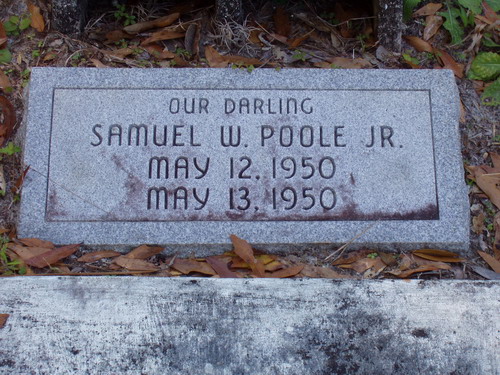 OUR DARLING
SAMUEL W. POOLE JR.
MAY 12, 1950
MAY 13, 1950